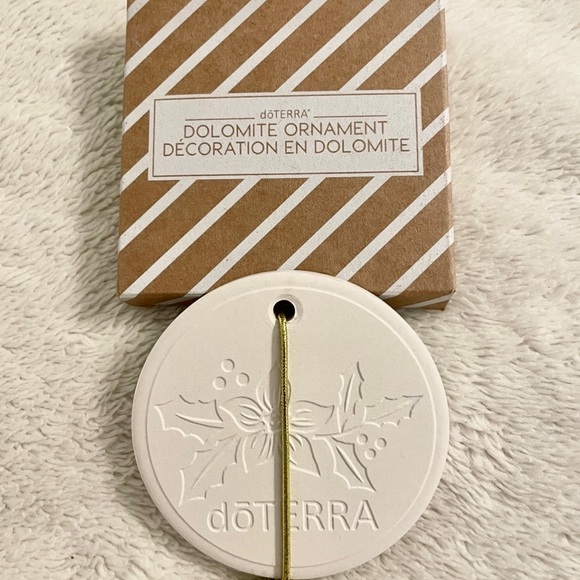 dōTERRA®
DOLOMITE ORNAMENT
DÉCORATION EN DOLOMITE
dōTERRA